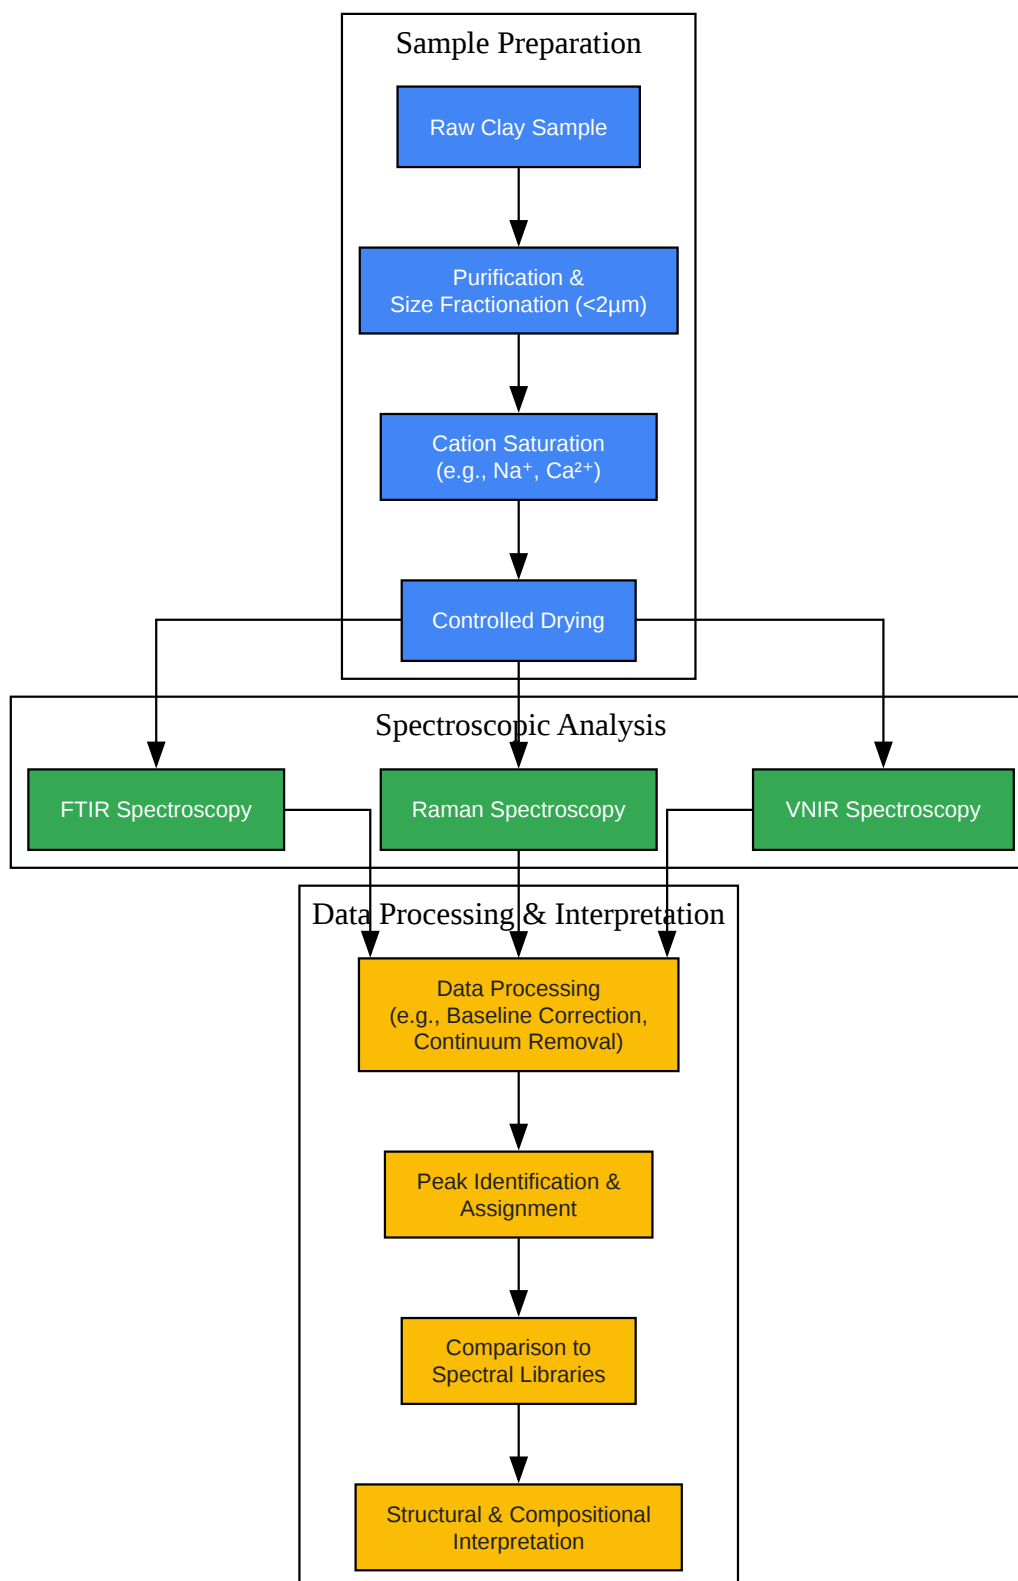 Sample Preparation
Raw Clay Sample
Purification &
Size Fractionation (<2µm)
Cation Saturation
(e.g., Na⁺, Ca²⁺)
Controlled Drying
Spectroscopic Analysis
FTIR Spectroscopy
Raman Spectroscopy
VNIR Spectroscopy
Data Processing & Interpretation
Data Processing
(e.g., Baseline Correction,
Continuum Removal)
Peak Identification &
Assignment
Comparison to
Spectral Libraries
Structural & Compositional
Interpretation